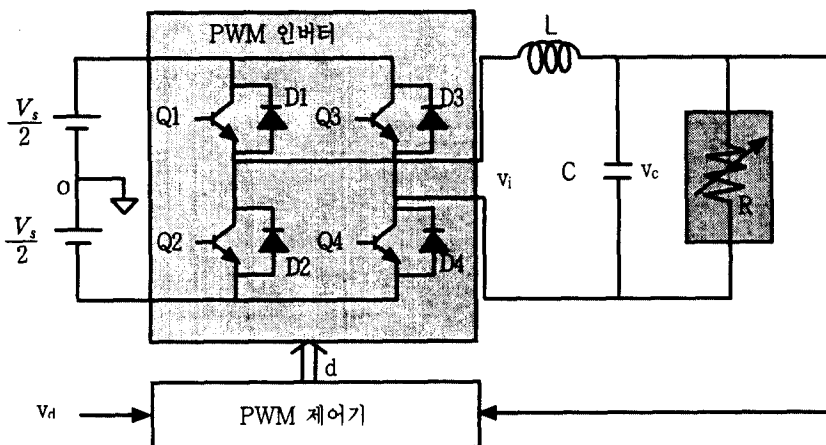 PWM 인버터
L
V_s/2
Q1
D1
Q3
D3
o
v_i
C
v_c
R
V_s/2
Q2
D2
Q4
D4
d
v_d
PWM 제어기